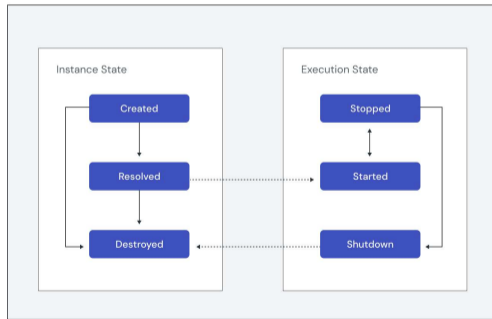 Instance State
Created
Resolved
Destroyed
Execution State
Stopped
Started
Shutdown